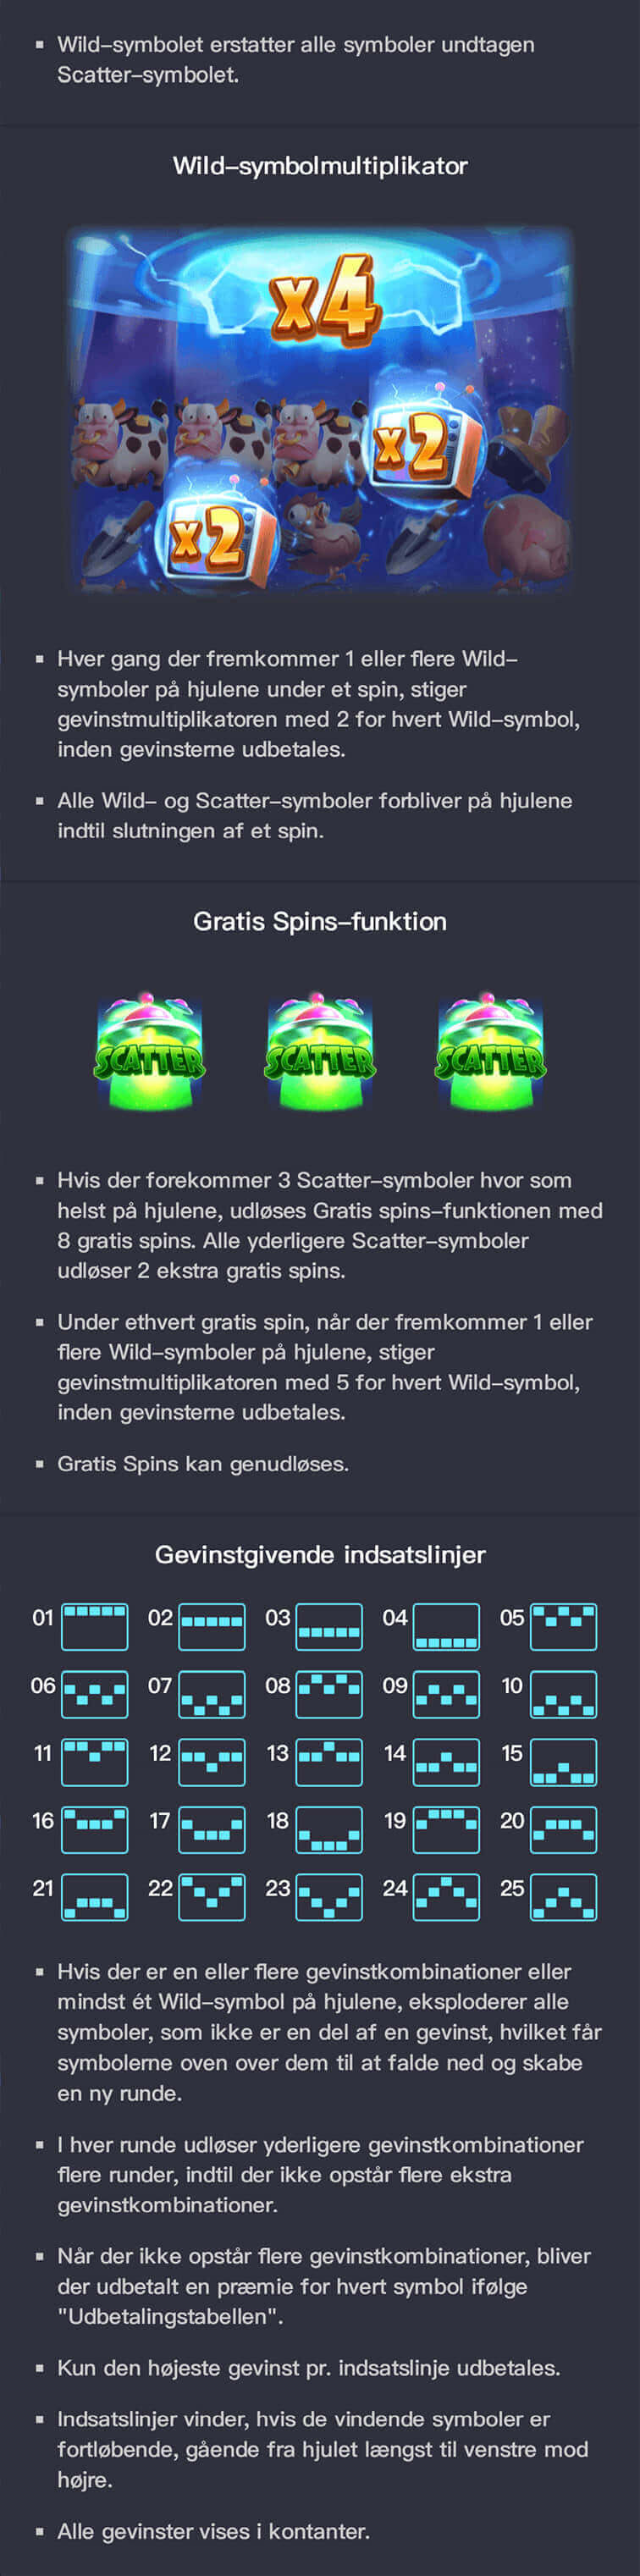 ▪ Wild–symbolet erstatter alle symboler undtagen
Scatter–symbolet.
Wild–symbolmultiplikator
x4
x2
x2
▪ Hver gang der fremkommer 1 eller flere Wild–
symboler på hjulene under et spin, stiger
gevinstmultiplikatoren med 2 for hvert Wild–symbol,
inden gevinsterne udbetales.
▪ Alle Wild– og Scatter–symboler forbliver på hjulene
indtil slutningen af et spin.
Gratis Spins–funktion
SCATTER SCATTER SCATTER
▪ Hvis der forekommer 3 Scatter–symboler hvor som
helst på hjulene, udløses Gratis spins–funktionen med
8 gratis spins. Alle yderligere Scatter–symboler
udløser 2 ekstra gratis spins.
▪ Under ethvert gratis spin, når der fremkommer 1 eller
flere Wild–symboler på hjulene, stiger
gevinstmultiplikatoren med 5 for hvert Wild–symbol,
inden gevinsterne udbetales.
▪ Gratis Spins kan genudløses.
Gevinstgivende indsatslinjer
01 02 03 04 05
06 07 08 09 10
11 12 13 14 15
16 17 18 19 20
21 22 23 24 25
▪ Hvis der er en eller flere gevinstkombinationer eller
mindst ét Wild–symbol på hjulene, eksploderer alle
symboler, som ikke er en del af en gevinst, hvilket får
symbolerne oven over dem til at falde ned og skabe
en ny runde.
▪ I hver runde udløser yderligere gevinstkombinationer
flere runder, indtil der ikke opstår flere ekstra
gevinstkombinationer.
▪ Når der ikke opstår flere gevinstkombinationer, bliver
der udbetalt en præmie for hvert symbol ifølge
"Udbetalingstabellen".
▪ Kun den højeste gevinst pr. indsatslinje udbetales.
▪ Indsatslinjer vinder, hvis de vindende symboler er
fortløbende, gående fra hjulet længst til venstre mod
højre.
▪ Alle gevinster vises i kontanter.